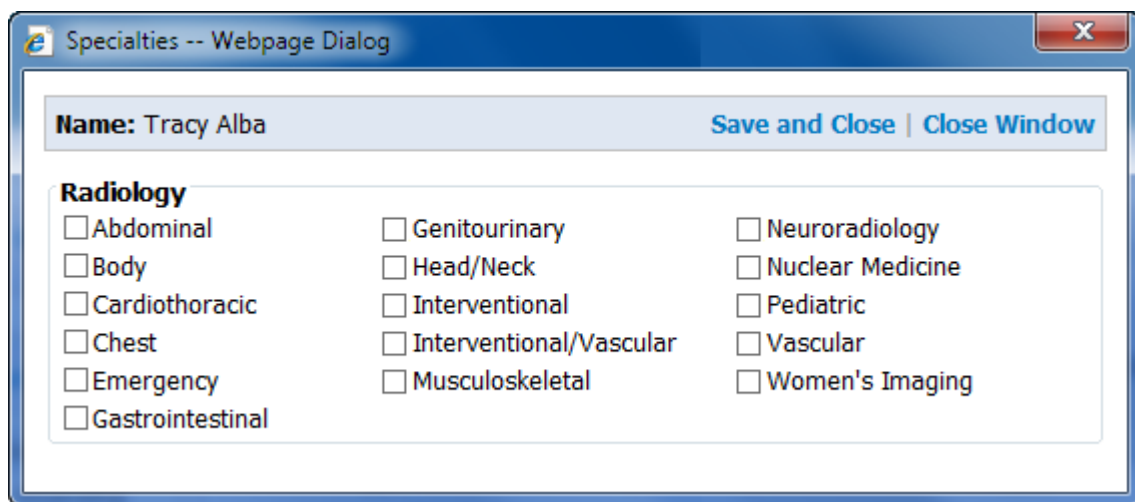 Specialties -- Webpage Dialog
Name: Tracy Alba Save and Close | Close Window
Radiology
Abdominal Genitourinary Neuroradiology
Body Head/Neck Nuclear Medicine
Cardiothoracic Interventional Pediatric
Chest Interventional/Vascular Vascular
Emergency Musculoskeletal Women's Imaging
Gastrointestinal